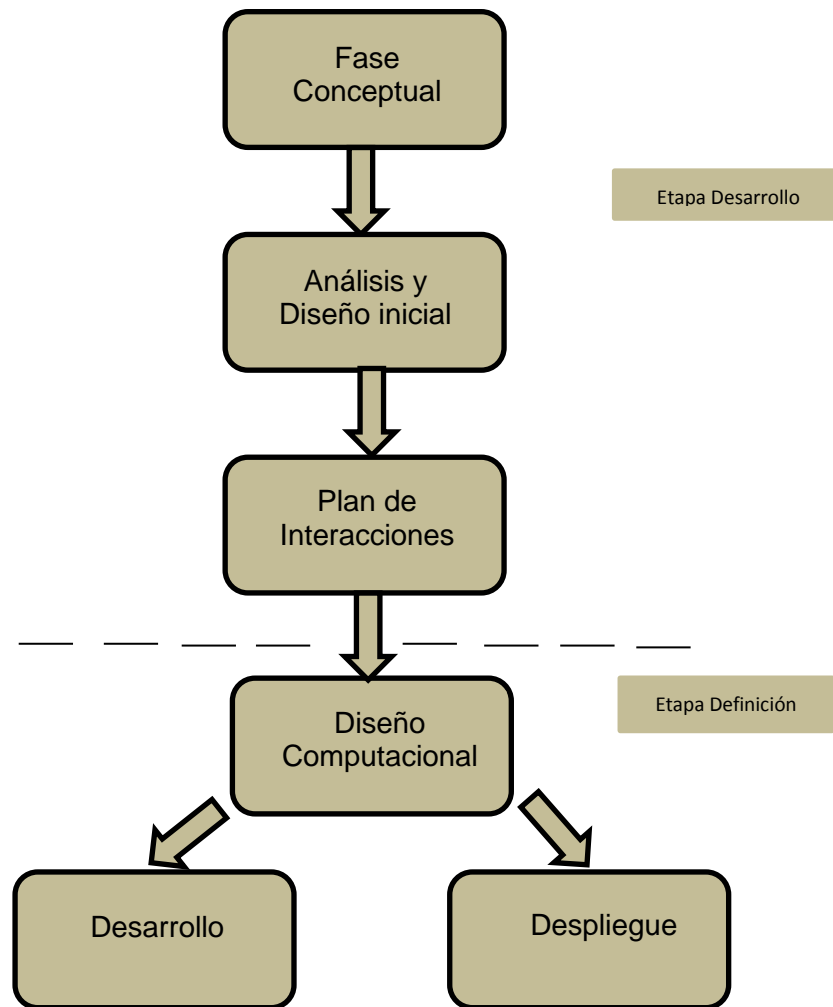 Fase
Conceptual
Etapa Desarrollo
Análisis y
Diseño inicial
Plan de
Interacciones
Etapa Definición
Diseño
Computacional
Desarrollo
Despliegue